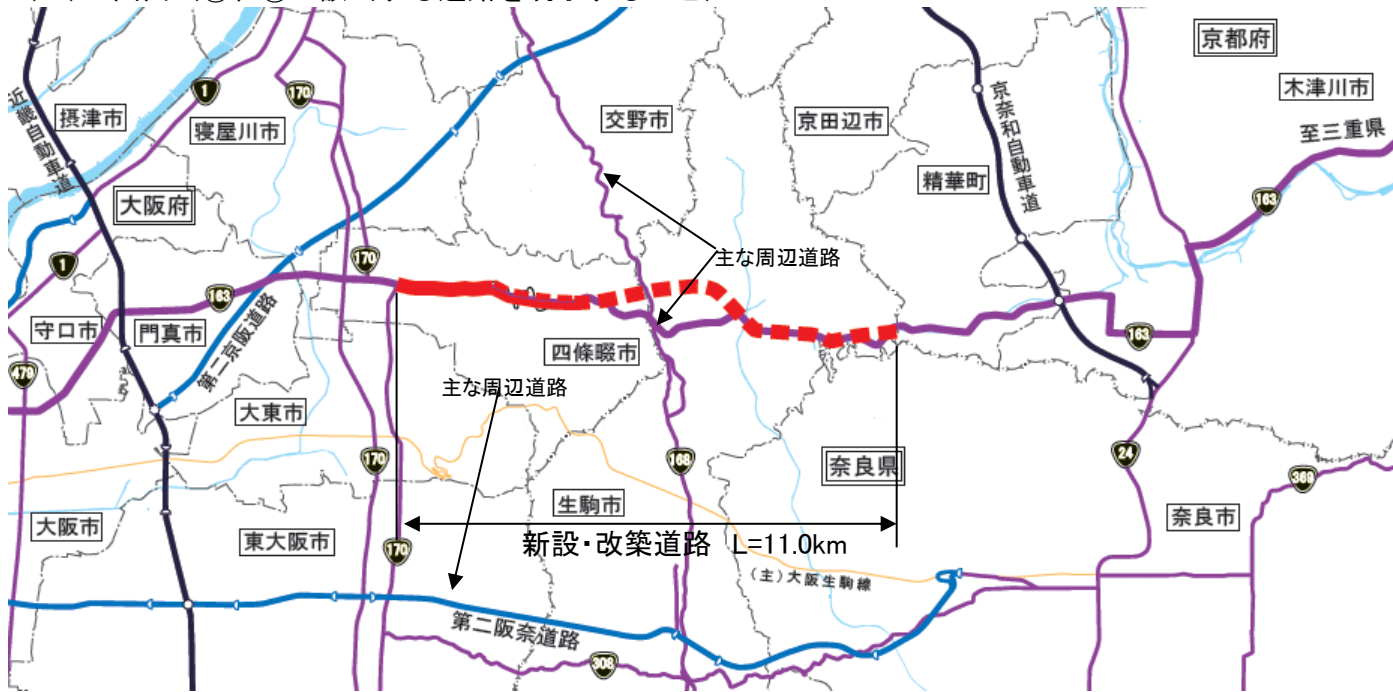 京都府
木津川市
至三重県
摂津市
1
170
寝屋川市
交野市
京田辺市
京奈和自動車道
近畿自動車道
精華町
163
大阪府
主な周辺道路
1
170
163
守口市
門真市
第二京阪道路
163
四條畷市
479
主な周辺道路
大東市
170
168
奈良県
24
369
大阪市
東大阪市
生駒市
奈良市
170
新設・改築道路 L=11.0km
(主)大阪生駒線
第二阪奈道路
308